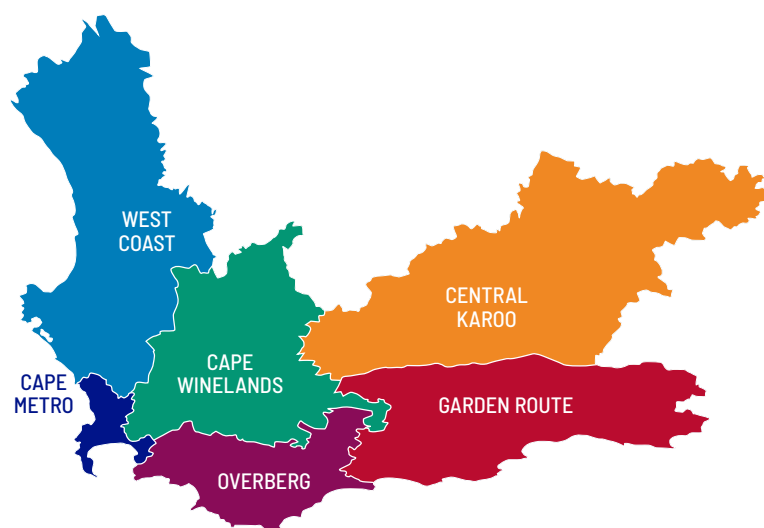 WEST
COAST
CENTRAL
KAROO
CAPE
WINELANDS
CAPE
METRO
GARDEN ROUTE
OVERBERG